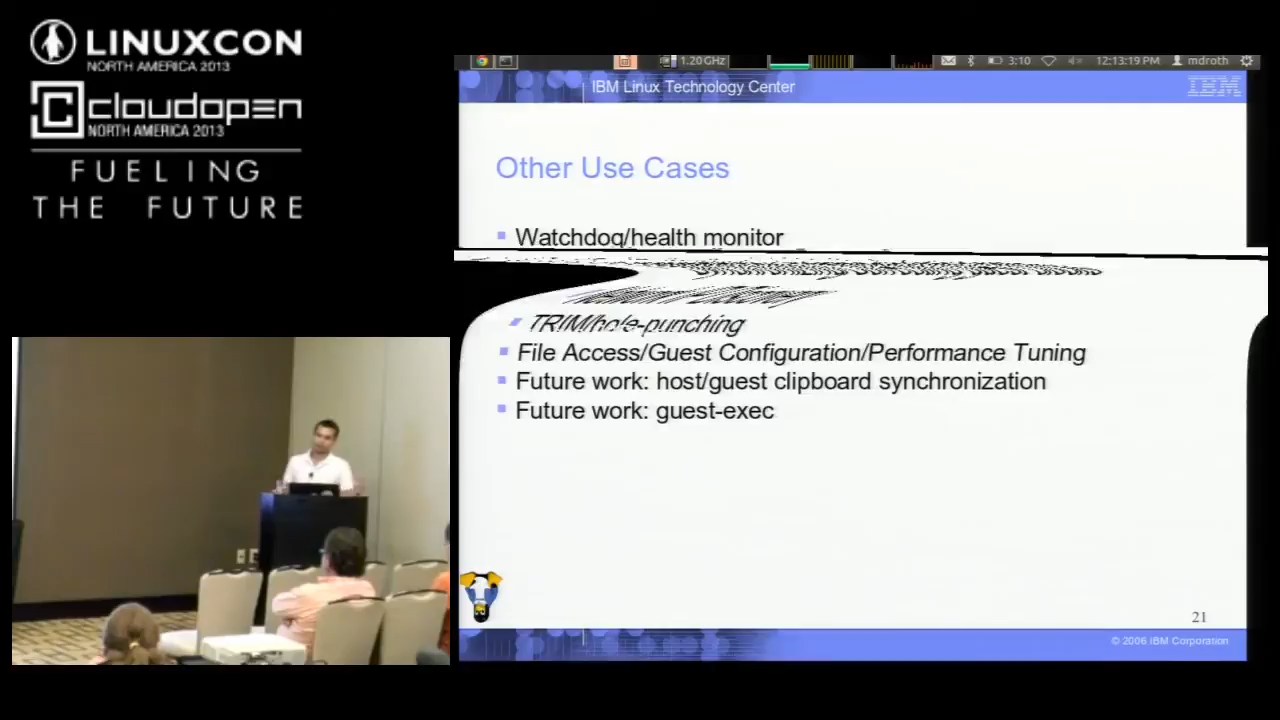 LINUXCON
NORTH AMERICA 2013
cloudopen
NORTH AMERICA 2013
FUELING
THE FUTURE
1.20 GHz
3:10
12:13:19 PM
mdroth
IBM Linux Technology Center
IBM
Other Use Cases
Watchdog/health monitor
TRIM/hole-punching
File Access/Guest Configuration/Performance Tuning
Future work: host/guest clipboard synchronization
Future work: guest-exec
21
© 2006 IBM Corporation